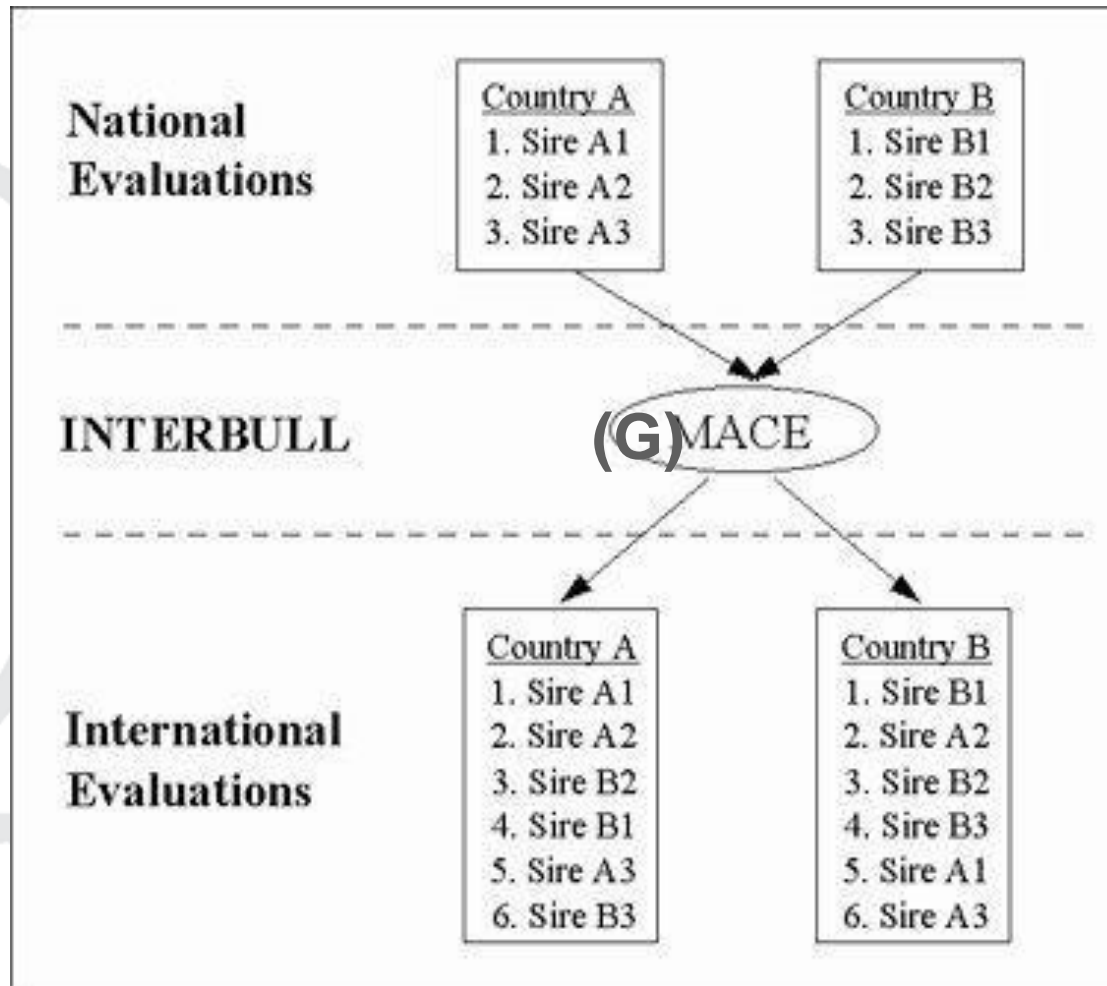 National
Evaluations
Country A
1. Sire A1
2. Sire A2
3. Sire A3
Country B
1. Sire B1
2. Sire B2
3. Sire B3
INTERBULL
(G)MACE
International
Evaluations
Country A
1. Sire A1
2. Sire A2
3. Sire B2
4. Sire B1
5. Sire A3
6. Sire B3
Country B
1. Sire B1
2. Sire A2
3. Sire B2
4. Sire B3
5. Sire A1
6. Sire A3